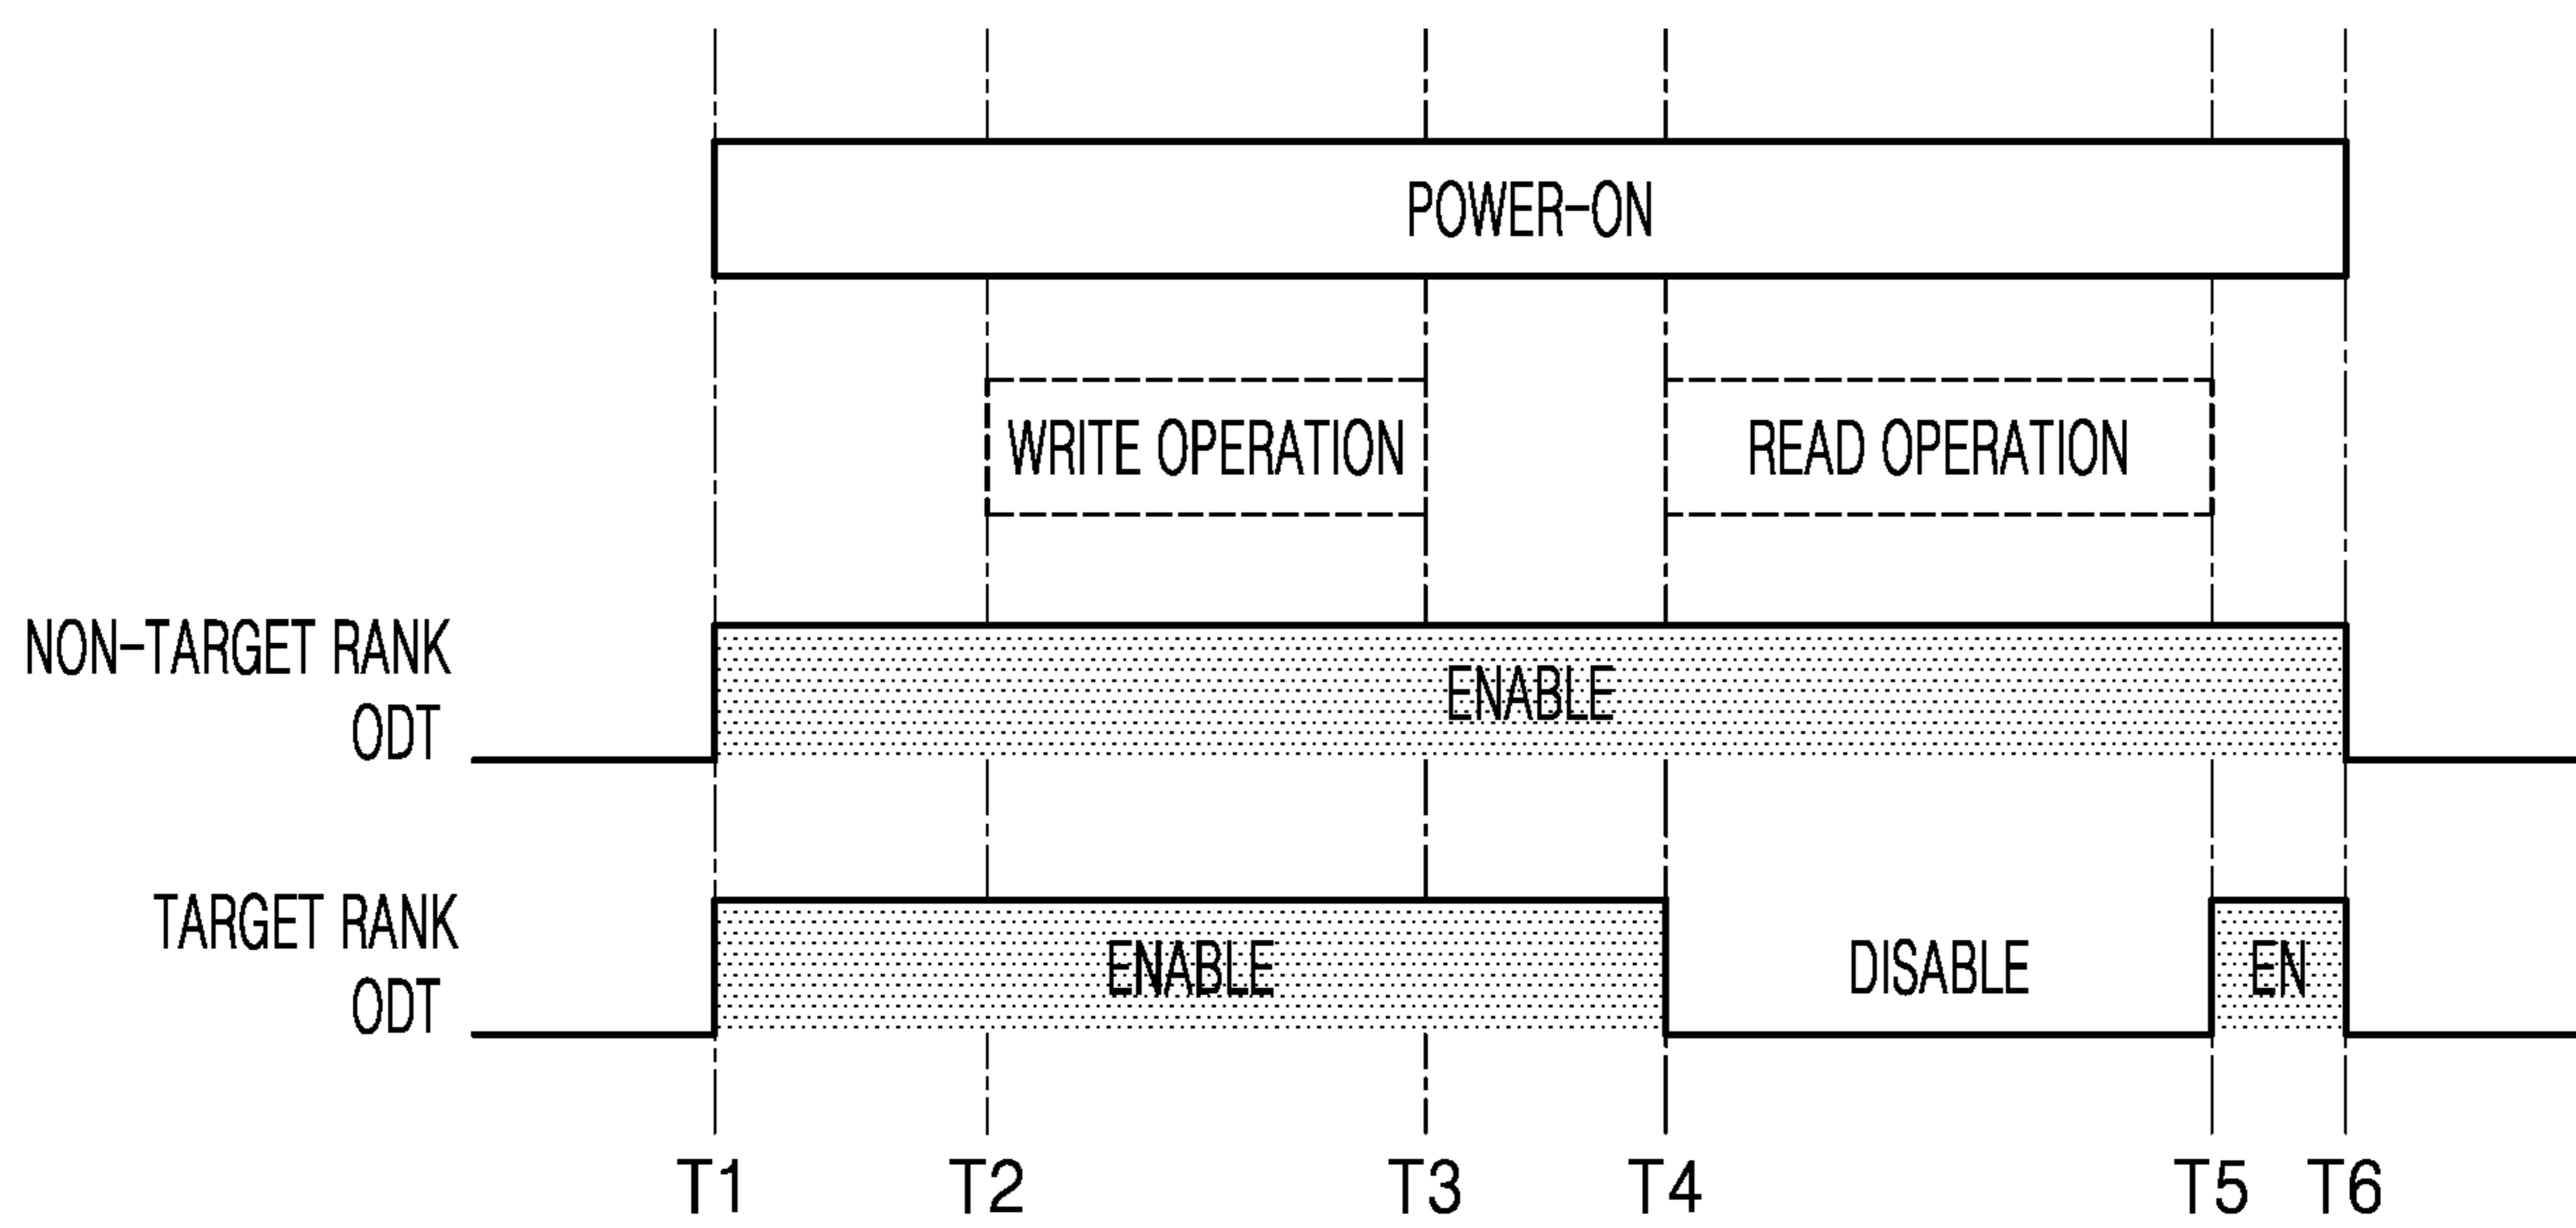 POWER-ON
WRITE OPERATION
READ OPERATION
NON-TARGET RANK
ODT
ENABLE
TARGET RANK
ODT
ENABLE
DISABLE
EN
T1
T2
T3
T4
T5
T6